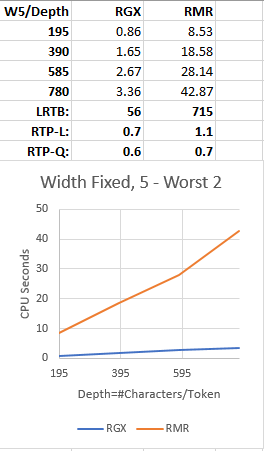 W5/Depth RGX RMR
195 0.86 8.53
390 1.65 18.58
585 2.67 28.14
780 3.36 42.87
LRTB: 56 715
RTP-L: 0.7 1.1
RTP-Q: 0.6 0.7
Width Fixed, 5 - Worst 2
50
40
30
20
10
0
CPU Seconds
195 395 595
Depth=#Characters/Token
RGX RMR